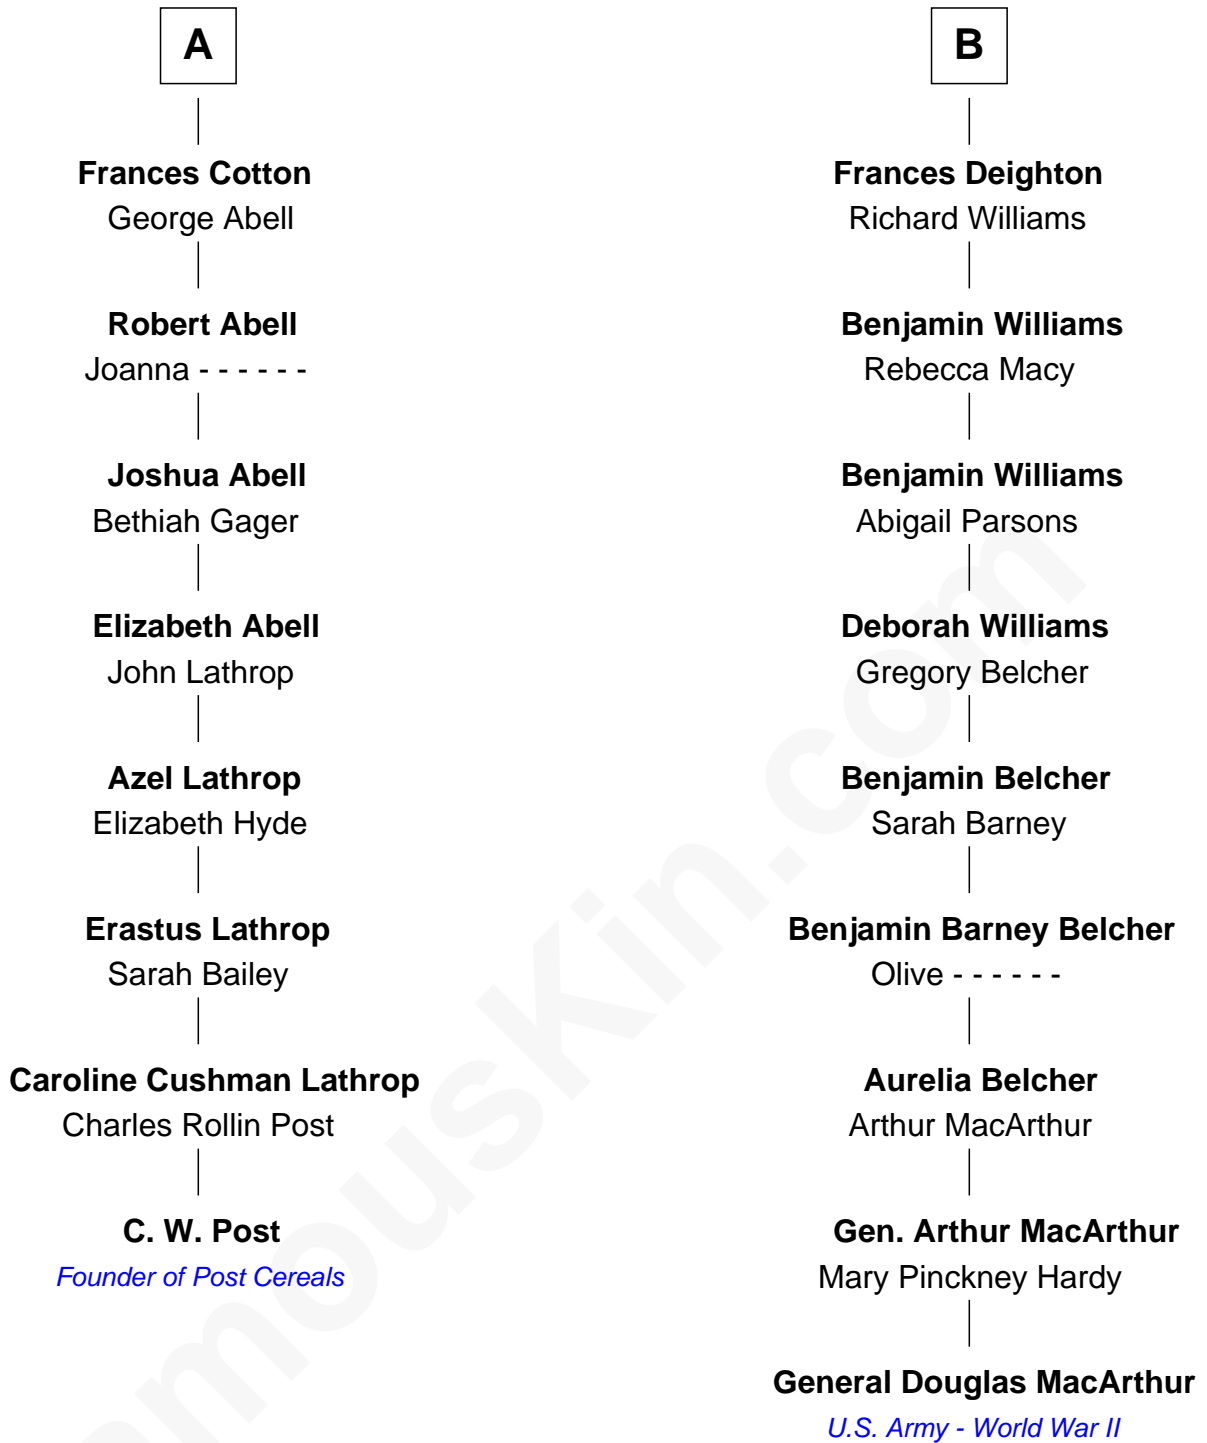 A
Frances Cotton
George Abell
Robert Abell
Joanna - - - - - -
Joshua Abell
Bethiah Gager
Elizabeth Abell
John Lathrop
Azel Lathrop
Elizabeth Hyde
Erastus Lathrop
Sarah Bailey
Caroline Cushman Lathrop
Charles Rollin Post
C. W. Post
Founder of Post Cereals
B
Frances Deighton
Richard Williams
Benjamin Williams
Rebecca Macy
Benjamin Williams
Abigail Parsons
Deborah Williams
Gregory Belcher
Benjamin Belcher
Sarah Barney
Benjamin Barney Belcher
Olive - - - - - -
Aurelia Belcher
Arthur MacArthur
Gen. Arthur MacArthur
Mary Pinckney Hardy
General Douglas MacArthur
U.S. Army - World War II
amouskin.com